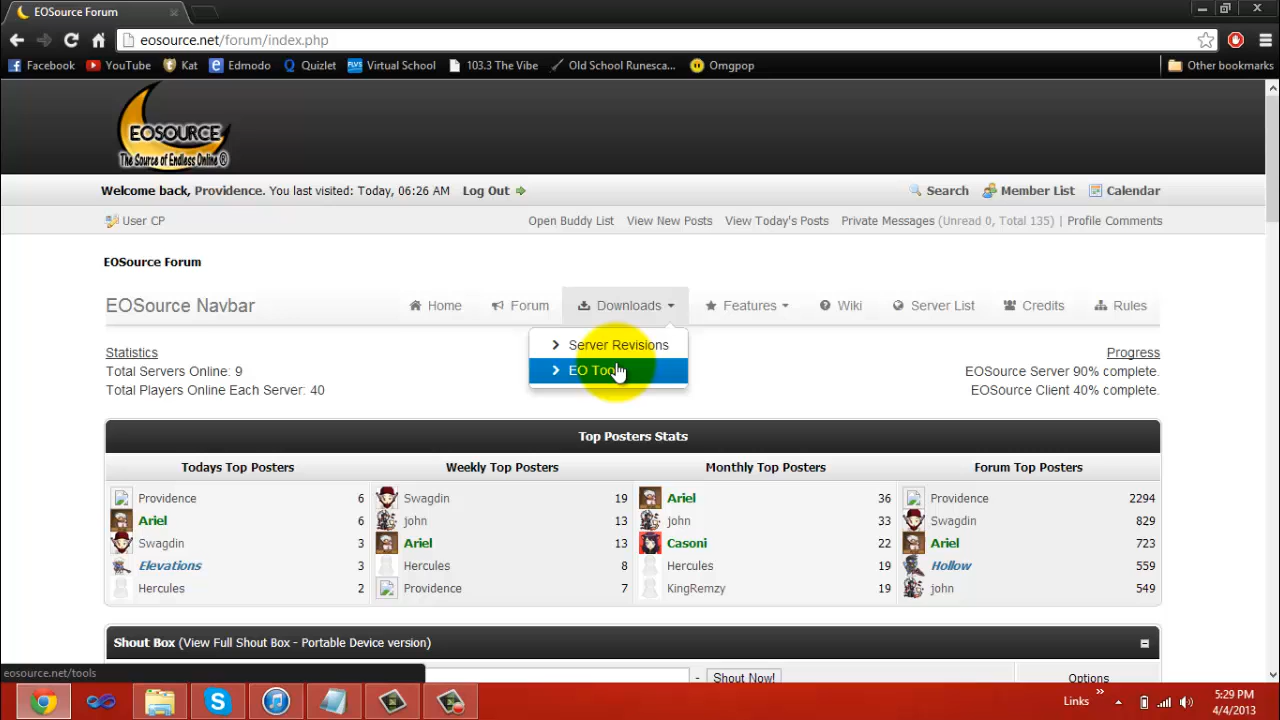 EOSource Forum
eosource.net/forum/index.php
Facebook YouTube Kat Edmodo Quizlet Virtual School 103.3 The Vibe Old School Runesca... Omgpop Other bookmarks
EOSOURCE
The Source of Endless Online ®
Welcome back, Providence. You last visited: Today, 06:26 AM Log Out Search Member List Calendar
User CP Open Buddy List View New Posts View Today's Posts Private Messages (Unread 0, Total 135) | Profile Comments
EOSource Forum
EOSource Navbar Home Forum Downloads Features Wiki Server List Credits Rules
Server Revisions
EO Tools
Statistics Progress
Total Servers Online: 9 EOSource Server 90% complete.
Total Players Online Each Server: 40 EOSource Client 40% complete.
Top Posters Stats
Todays Top Posters Weekly Top Posters Monthly Top Posters Forum Top Posters
Providence 6 Swagdin 19 Ariel 36 Providence 2294
Ariel 6 john 13 john 33 Swagdin 829
Swagdin 3 Ariel 13 Casoni 22 Ariel 723
Elevations 3 Hercules 8 Hercules 19 Hollow 559
Hercules 2 Providence 7 KingRemzy 19 john 549
Shout Box (View Full Shout Box - Portable Device version)
eosource.net/tools - Shout Now! Options
Links » 5:29 PM
4/4/2013